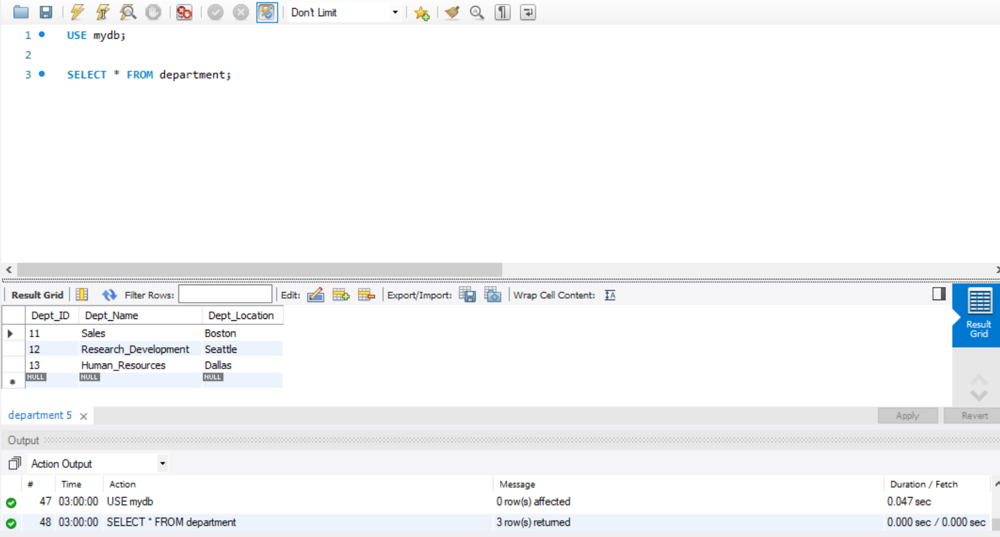 Don't Limit
1 USE mydb;
2
3 SELECT * FROM department;
Result Grid Filter Rows: Edit: Export/Import: Wrap Cell Content:
Result
Grid
Dept_ID Dept_Name Dept_Location
11 Sales Boston
12 Research_Development Seattle
13 Human_Resources Dallas
NULL NULL NULL
department 5
Apply Revert
Output
Action Output
# Time Action Message Duration / Fetch
47 03:00:00 USE mydb 0 row(s) affected 0.047 sec
48 03:00:00 SELECT * FROM department 3 row(s) returned 0.000 sec / 0.000 sec